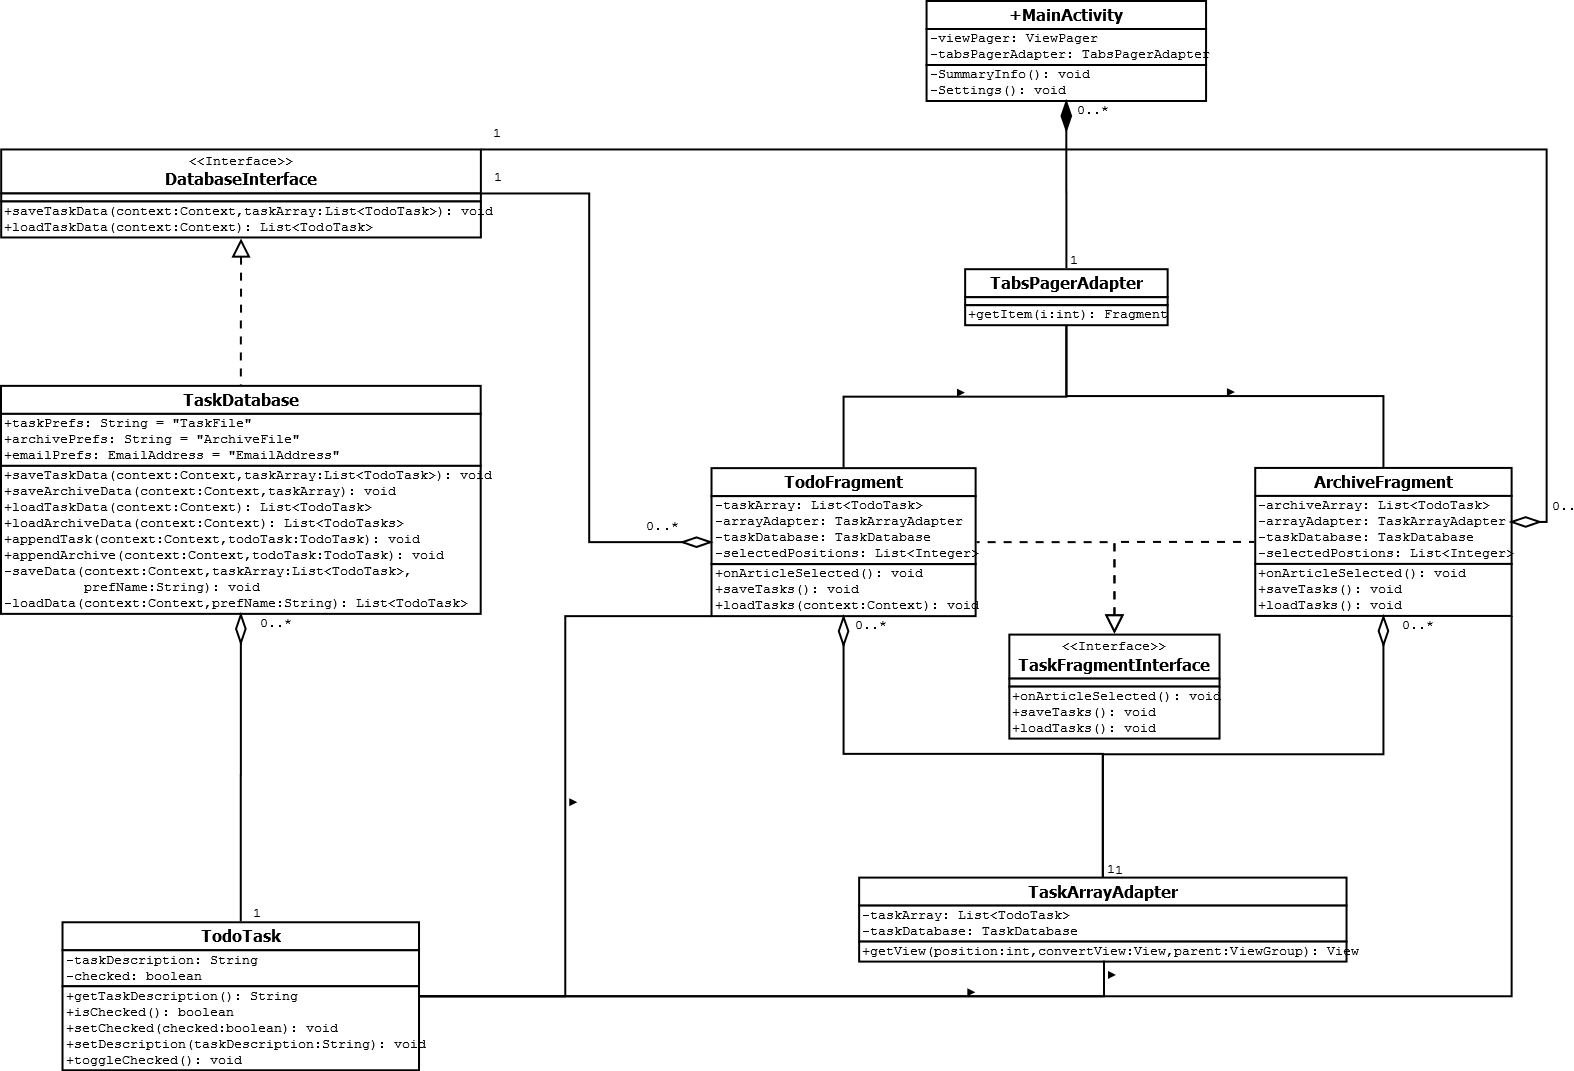 +MainActivity
-viewPager: ViewPager
-tabsPagerAdapter: TabsPagerAdapter
-SummaryInfo(): void
-Settings(): void
0..*
1
<<Interface>>
DatabaseInterface
1
+saveTaskData(context:Context,taskArray:List<TodoTask>): void
+loadTaskData(context:Context): List<TodoTask>
1
TabsPagerAdapter
+getItem(i:int): Fragment
TaskDatabase
+taskPrefs: String = "TaskFile"
+archivePrefs: String = "ArchiveFile"
+emailPrefs: EmailAddress = "EmailAddress"
+saveTaskData(context:Context,taskArray:List<TodoTask>): void
+saveArchiveData(context:Context,taskArray): void
+loadTaskData(context:Context): List<TodoTask>
+loadArchiveData(context:Context): List<TodoTasks>
+appendTask(context:Context,todoTask:TodoTask): void
+appendArchive(context:Context,todoTask:TodoTask): void
-saveData(context:Context,taskArray:List<TodoTask>,
prefName:String): void
-loadData(context:Context,prefName:String): List<TodoTask>
0..*
TodoFragment
-taskArray: List<TodoTask>
-arrayAdapter: TaskArrayAdapter
-taskDatabase: TaskDatabase
-selectedPositions: List<Integer>
+onArticleSelected(): void
+saveTasks(): void
+loadTasks(context:Context): void
0..*
0..*
ArchiveFragment
-archiveArray: List<TodoTask>
-arrayAdapter: TaskArrayAdapter
-taskDatabase: TaskDatabase
-selectedPostions: List<Integer>
+onArticleSelected(): void
+saveTasks(): void
+loadTasks(): void
0..
0..*
<<Interface>>
TaskFragmentInterface
+onArticleSelected(): void
+saveTasks(): void
+loadTasks(): void
11
TaskArrayAdapter
-taskArray: List<TodoTask>
-taskDatabase: TaskDatabase
+getView(position:int,convertView:View,parent:ViewGroup): View
1
TodoTask
-taskDescription: String
-checked: boolean
+getTaskDescription(): String
+isChecked(): boolean
+setChecked(checked:boolean): void
+setDescription(taskDescription:String): void
+toggleChecked(): void